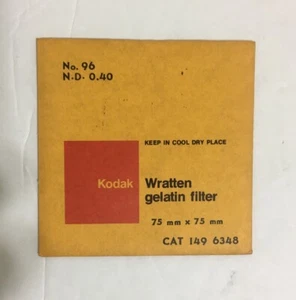 No. 96
N.D. 0.40
KEEP IN COOL DRY PLACE
Kodak
Wratten
gelatin filter
75 mm x 75 mm
CAT 149 6348